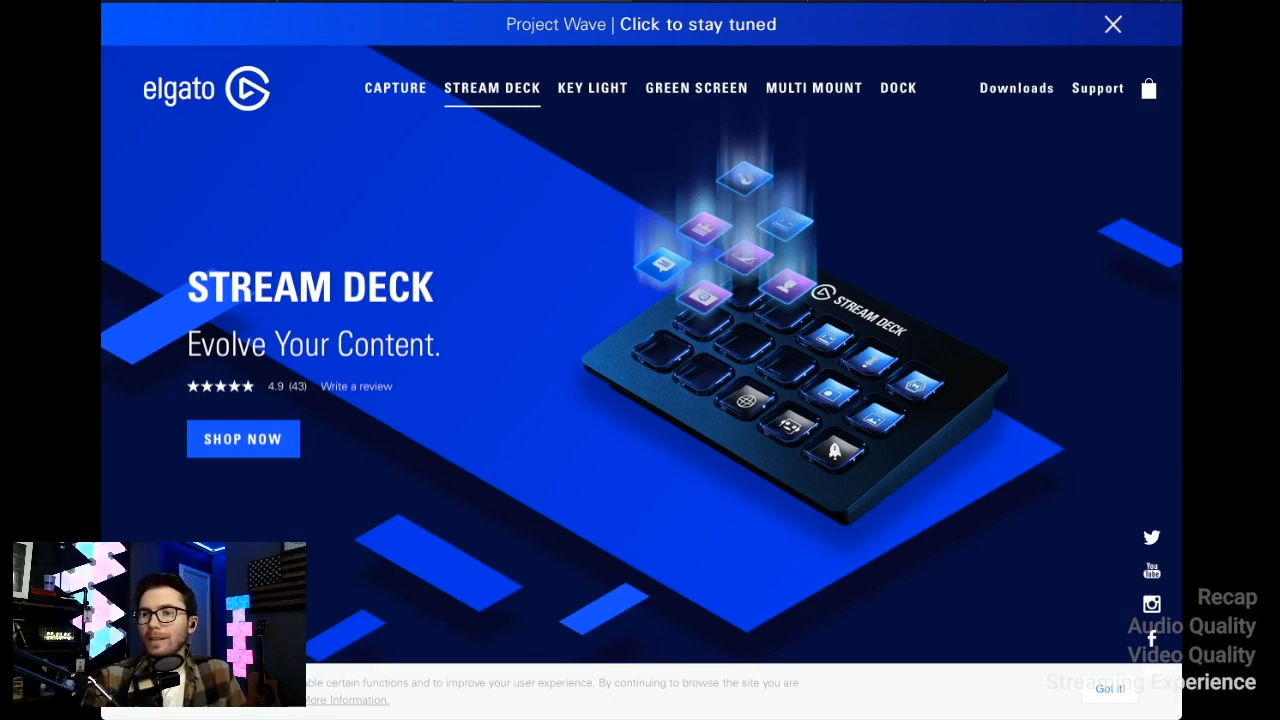 Project Wave | Click to stay tuned
elgato
CAPTURE STREAM DECK KEY LIGHT GREEN SCREEN MULTI MOUNT DOCK Downloads Support
STREAM DECK
STREAM DECK
Evolve Your Content.
4.9 (43) Write a review
SHOP NOW
You Tube
Recap
Audio Quality
Video Quality
Streaming Experience
certain functions and to improve your user experience. By continuing to browse the site you are
More Information.
Got it!